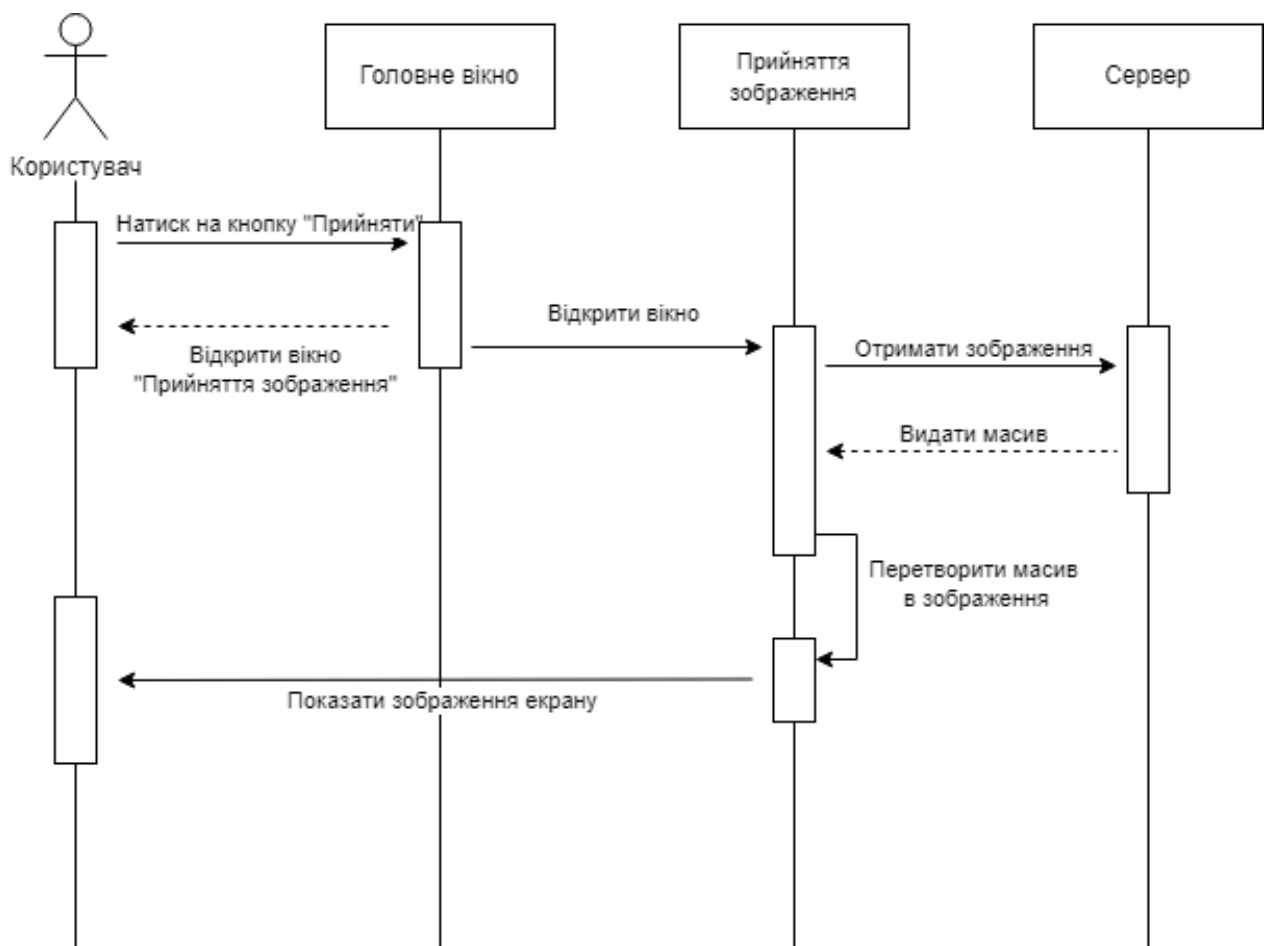 Головне вікно
Прийняття
зображення
Сервер
Користувач
Натиск на кнопку "Прийняти"
Відкрити вікно
"Прийняття зображення"
Відкрити вікно
Отримати зображення
Видати масив
Перетворити масив
в зображення
Показати зображення екрану